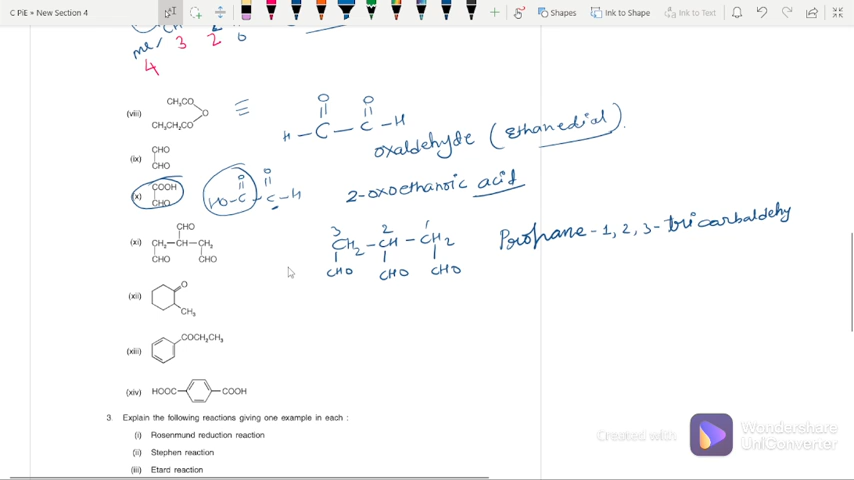 C PiE » New Section 4
Shapes
Ink to Shape
Ink to Text
me
3 2
4
(viii) CH₃CO
O
CH₃CH₂CO
≡
O O
|| ||
H – C – C – H
oxaldehyde (Ethanedial).
(ix) CHO
CHO
(x) COOH
CHO
O O
|| ||
HO – C – C – H
2-oxoethanoic acid
(xi) CHO
CH₂—CH—CH₂
CHO CHO
3 2 1
CH₂ – CH – CH₂
CHO CHO CHO
Propane - 1, 2, 3 - tricarbaldehy
(xii) O
CH₃
(xiii) COCH₂CH₃
(xiv) HOOC COOH
3. Explain the following reactions giving one example in each :
(i) Rosenmund reduction reaction
(ii) Stephen reaction
(iii) Etard reaction
Created with Wondershare
UniConverter